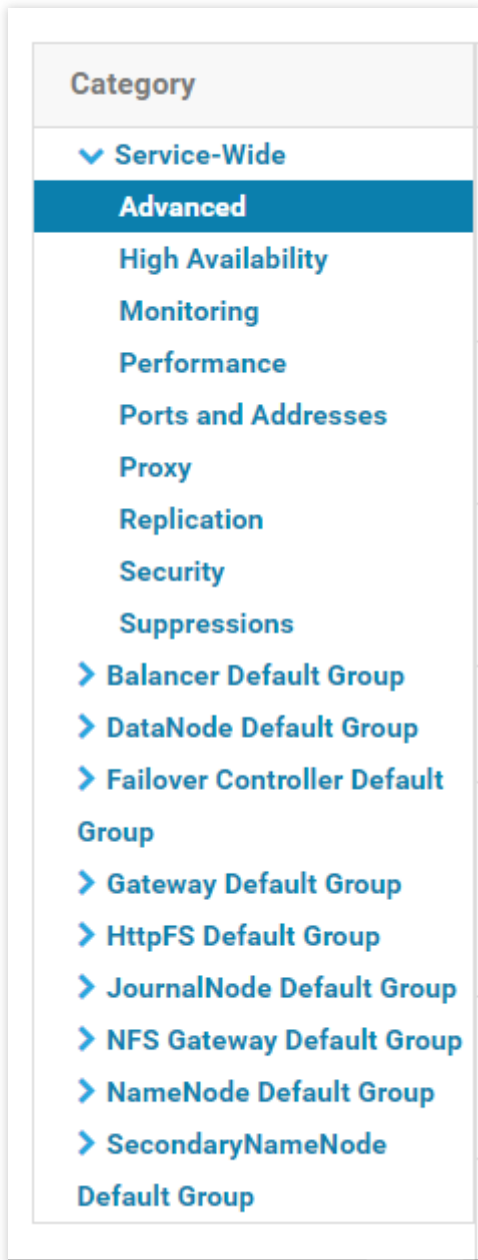 Category
Service-Wide
Advanced
High Availability
Monitoring
Performance
Ports and Addresses
Proxy
Replication
Security
Suppressions
Balancer Default Group
DataNode Default Group
Failover Controller Default
Group
Gateway Default Group
HttpFS Default Group
JournalNode Default Group
NFS Gateway Default Group
NameNode Default Group
SecondaryNameNode
Default Group